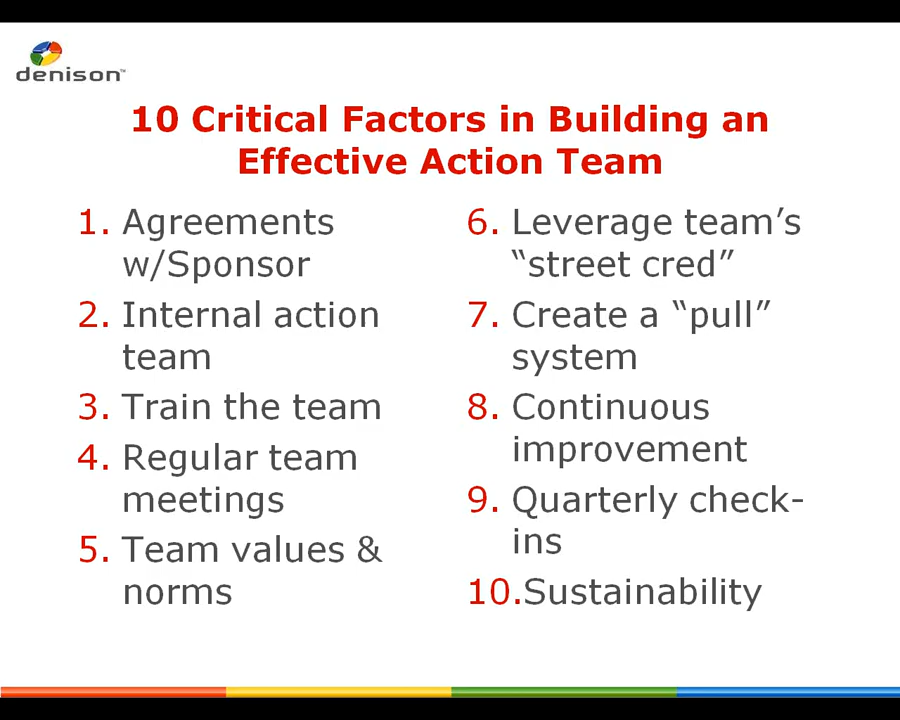 denison™
10 Critical Factors in Building an
Effective Action Team
1. Agreements
w/Sponsor
2. Internal action
team
3. Train the team
4. Regular team
meetings
5. Team values &
norms
6. Leverage team’s
“street cred”
7. Create a “pull”
system
8. Continuous
improvement
9. Quarterly check-
ins
10.Sustainability